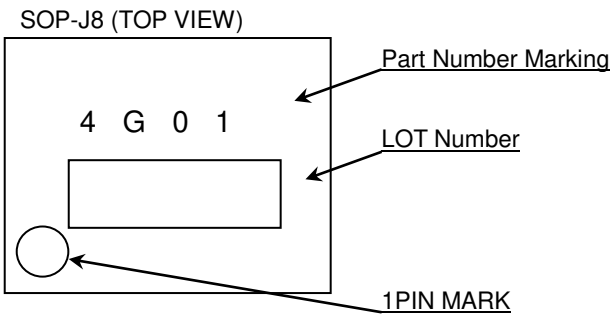 SOP-J8 (TOP VIEW)
Part Number Marking
4 G 0 1
LOT Number
1PIN MARK